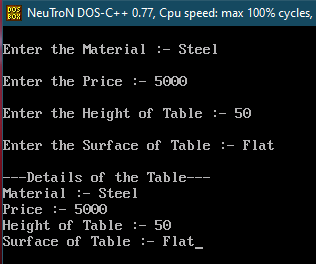 DOS BOX
NeuTroN DOS-C++ 0.77, Cpu speed: max 100% cycles,
Enter the Material :- Steel
Enter the Price :- 5000
Enter the Height of Table :- 50
Enter the Surface of Table :- Flat
---Details of the Table---
Material :- Steel
Price :- 5000
Height of Table :- 50
Surface of Table :- Flat_